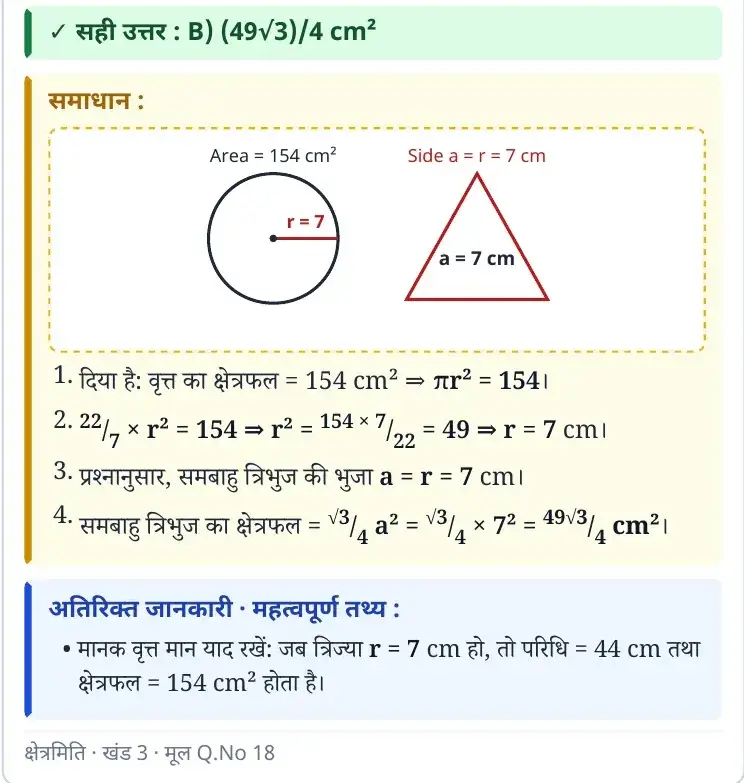 ✓ सही उत्तर : B) (49√3)/4 cm²
समाधान :
Area = 154 cm²
Side a = r = 7 cm
r = 7
a = 7 cm
1. दिया है: वृत्त का क्षेत्रफल = 154 cm² ⇒ πr² = 154।
2. 22/7 × r² = 154 ⇒ r² = 154 × 7/22 = 49 ⇒ r = 7 cm।
3. प्रश्नानुसार, समबाहु त्रिभुज की भुजा a = r = 7 cm।
4. समबाहु त्रिभुज का क्षेत्रफल = √3/4 a² = √3/4 × 7² = 49√3/4 cm²।
अतिरिक्त जानकारी · महत्वपूर्ण तथ्य :
• मानक वृत्त मान याद रखें: जब त्रिज्या r = 7 cm हो, तो परिधि = 44 cm तथा
क्षेत्रफल = 154 cm² होता है।
क्षेत्रमिति · खंड 3 · मूल Q.No 18